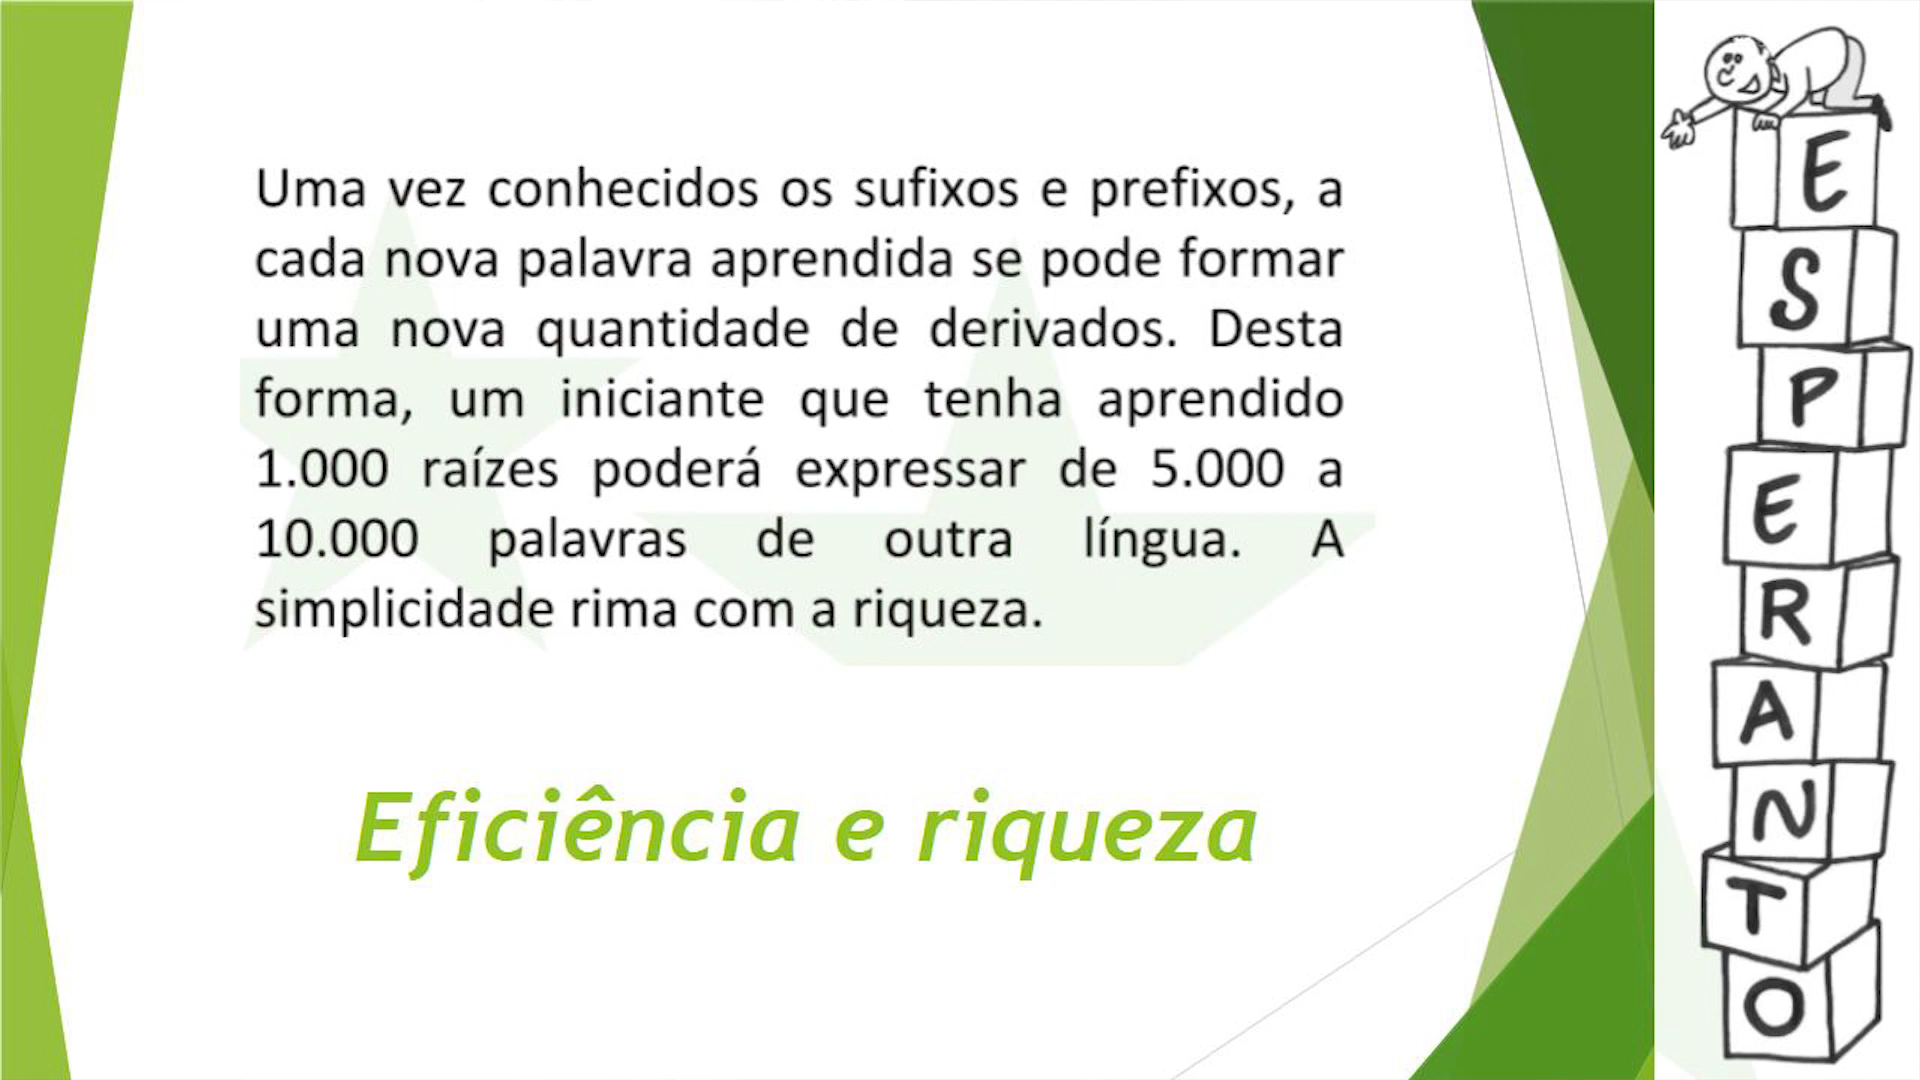 Uma vez conhecidos os sufixos e prefixos, a
cada nova palavra aprendida se pode formar
uma nova quantidade de derivados. Desta
forma, um iniciante que tenha aprendido
1.000 raízes poderá expressar de 5.000 a
10.000 palavras de outra língua. A
simplicidade rima com a riqueza.
Eficiência e riqueza
E
S
P
E
R
A
N
T
O